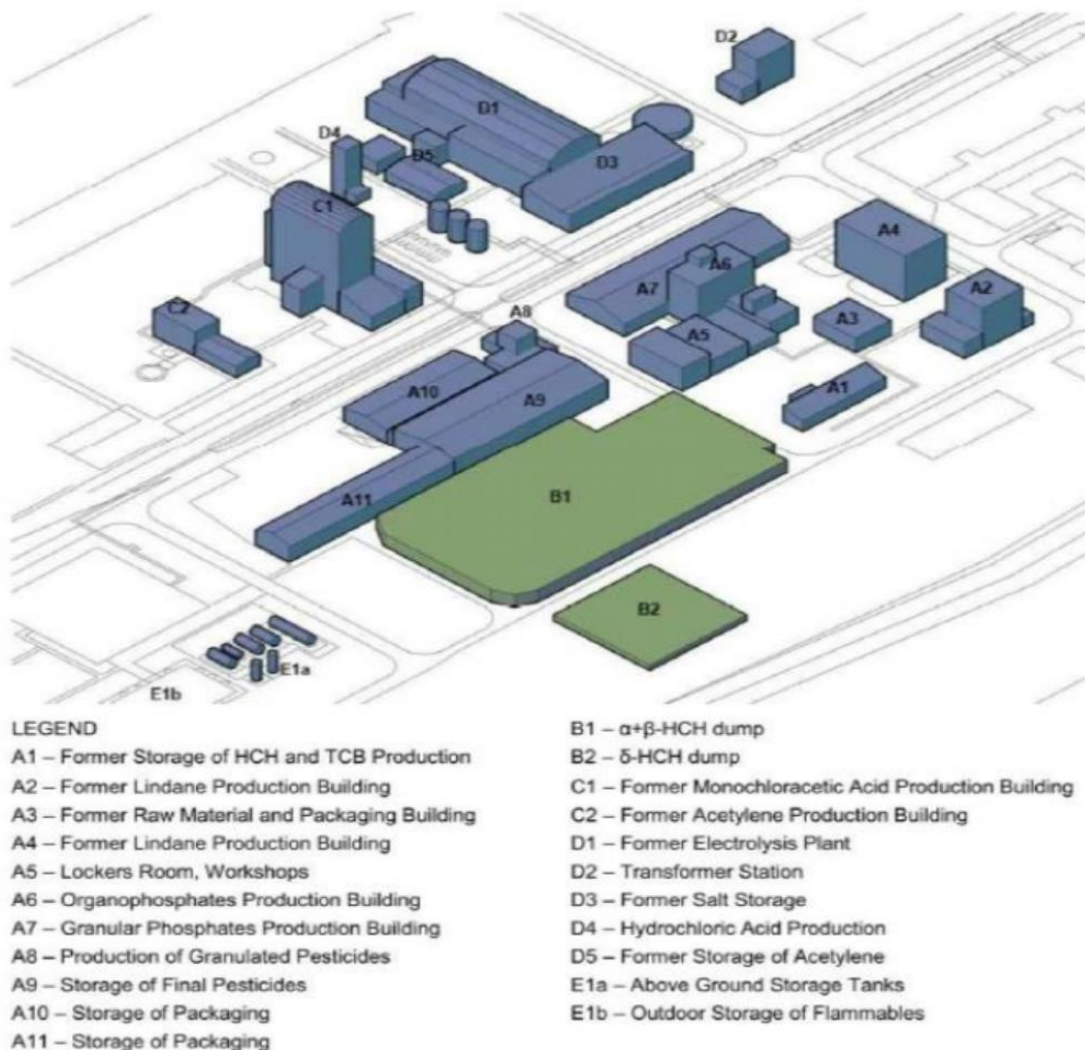 D2
D1
D4
D5
D3
C1
A4
A6
A7
A2
C2
A8
A3
A5
A10
A9
A1
A11
B1
B2
E1a
E1b
LEGEND
A1 – Former Storage of HCH and TCB Production
A2 – Former Lindane Production Building
A3 – Former Raw Material and Packaging Building
A4 – Former Lindane Production Building
A5 – Lockers Room, Workshops
A6 – Organophosphates Production Building
A7 – Granular Phosphates Production Building
A8 – Production of Granulated Pesticides
A9 – Storage of Final Pesticides
A10 – Storage of Packaging
A11 – Storage of Packaging
B1 – α+β-HCH dump
B2 – δ-HCH dump
C1 – Former Monochloracetic Acid Production Building
C2 – Former Acetylene Production Building
D1 – Former Electrolysis Plant
D2 – Transformer Station
D3 – Former Salt Storage
D4 – Hydrochloric Acid Production
D5 – Former Storage of Acetylene
E1a – Above Ground Storage Tanks
E1b – Outdoor Storage of Flammables